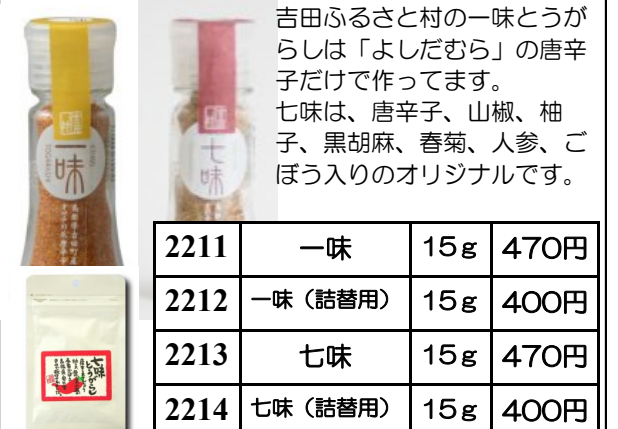 吉田ふるさと村の一味とうが
らしは「よしだむら」の唐辛
子だけで作ってます。
七味は、唐辛子、山椒、柚
子、黒胡麻、春菊、人参、ご
ぼう入りのオリジナルです。
一味
七味
七味
とうがらし
2211 一味 15g 470円
2212 一味（詰替用） 15g 400円
2213 七味 15g 470円
2214 七味（詰替用） 15g 400円